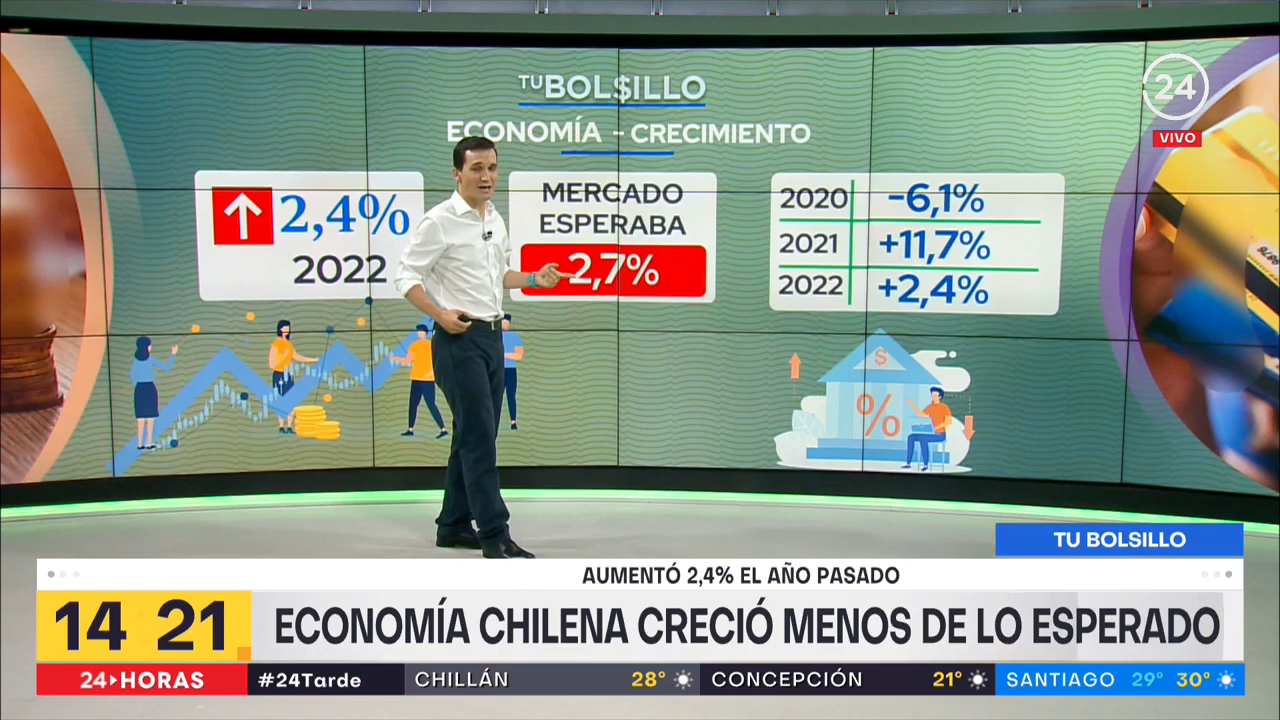 TU BOL$ILLO
ECONOMÍA - CRECIMIENTO
2,4%
2022
MERCADO
ESPERABA
2,7%
2020 -6,1%
2021 +11,7%
2022 +2,4%
$
%
24
VIVO
TU BOLSILLO
AUMENTÓ 2,4% EL AÑO PASADO
14 21
ECONOMÍA CHILENA CRECIÓ MENOS DE LO ESPERADO
24 HORAS #24Tarde CHILLÁN 28° CONCEPCIÓN 21° SANTIAGO 29° 30°